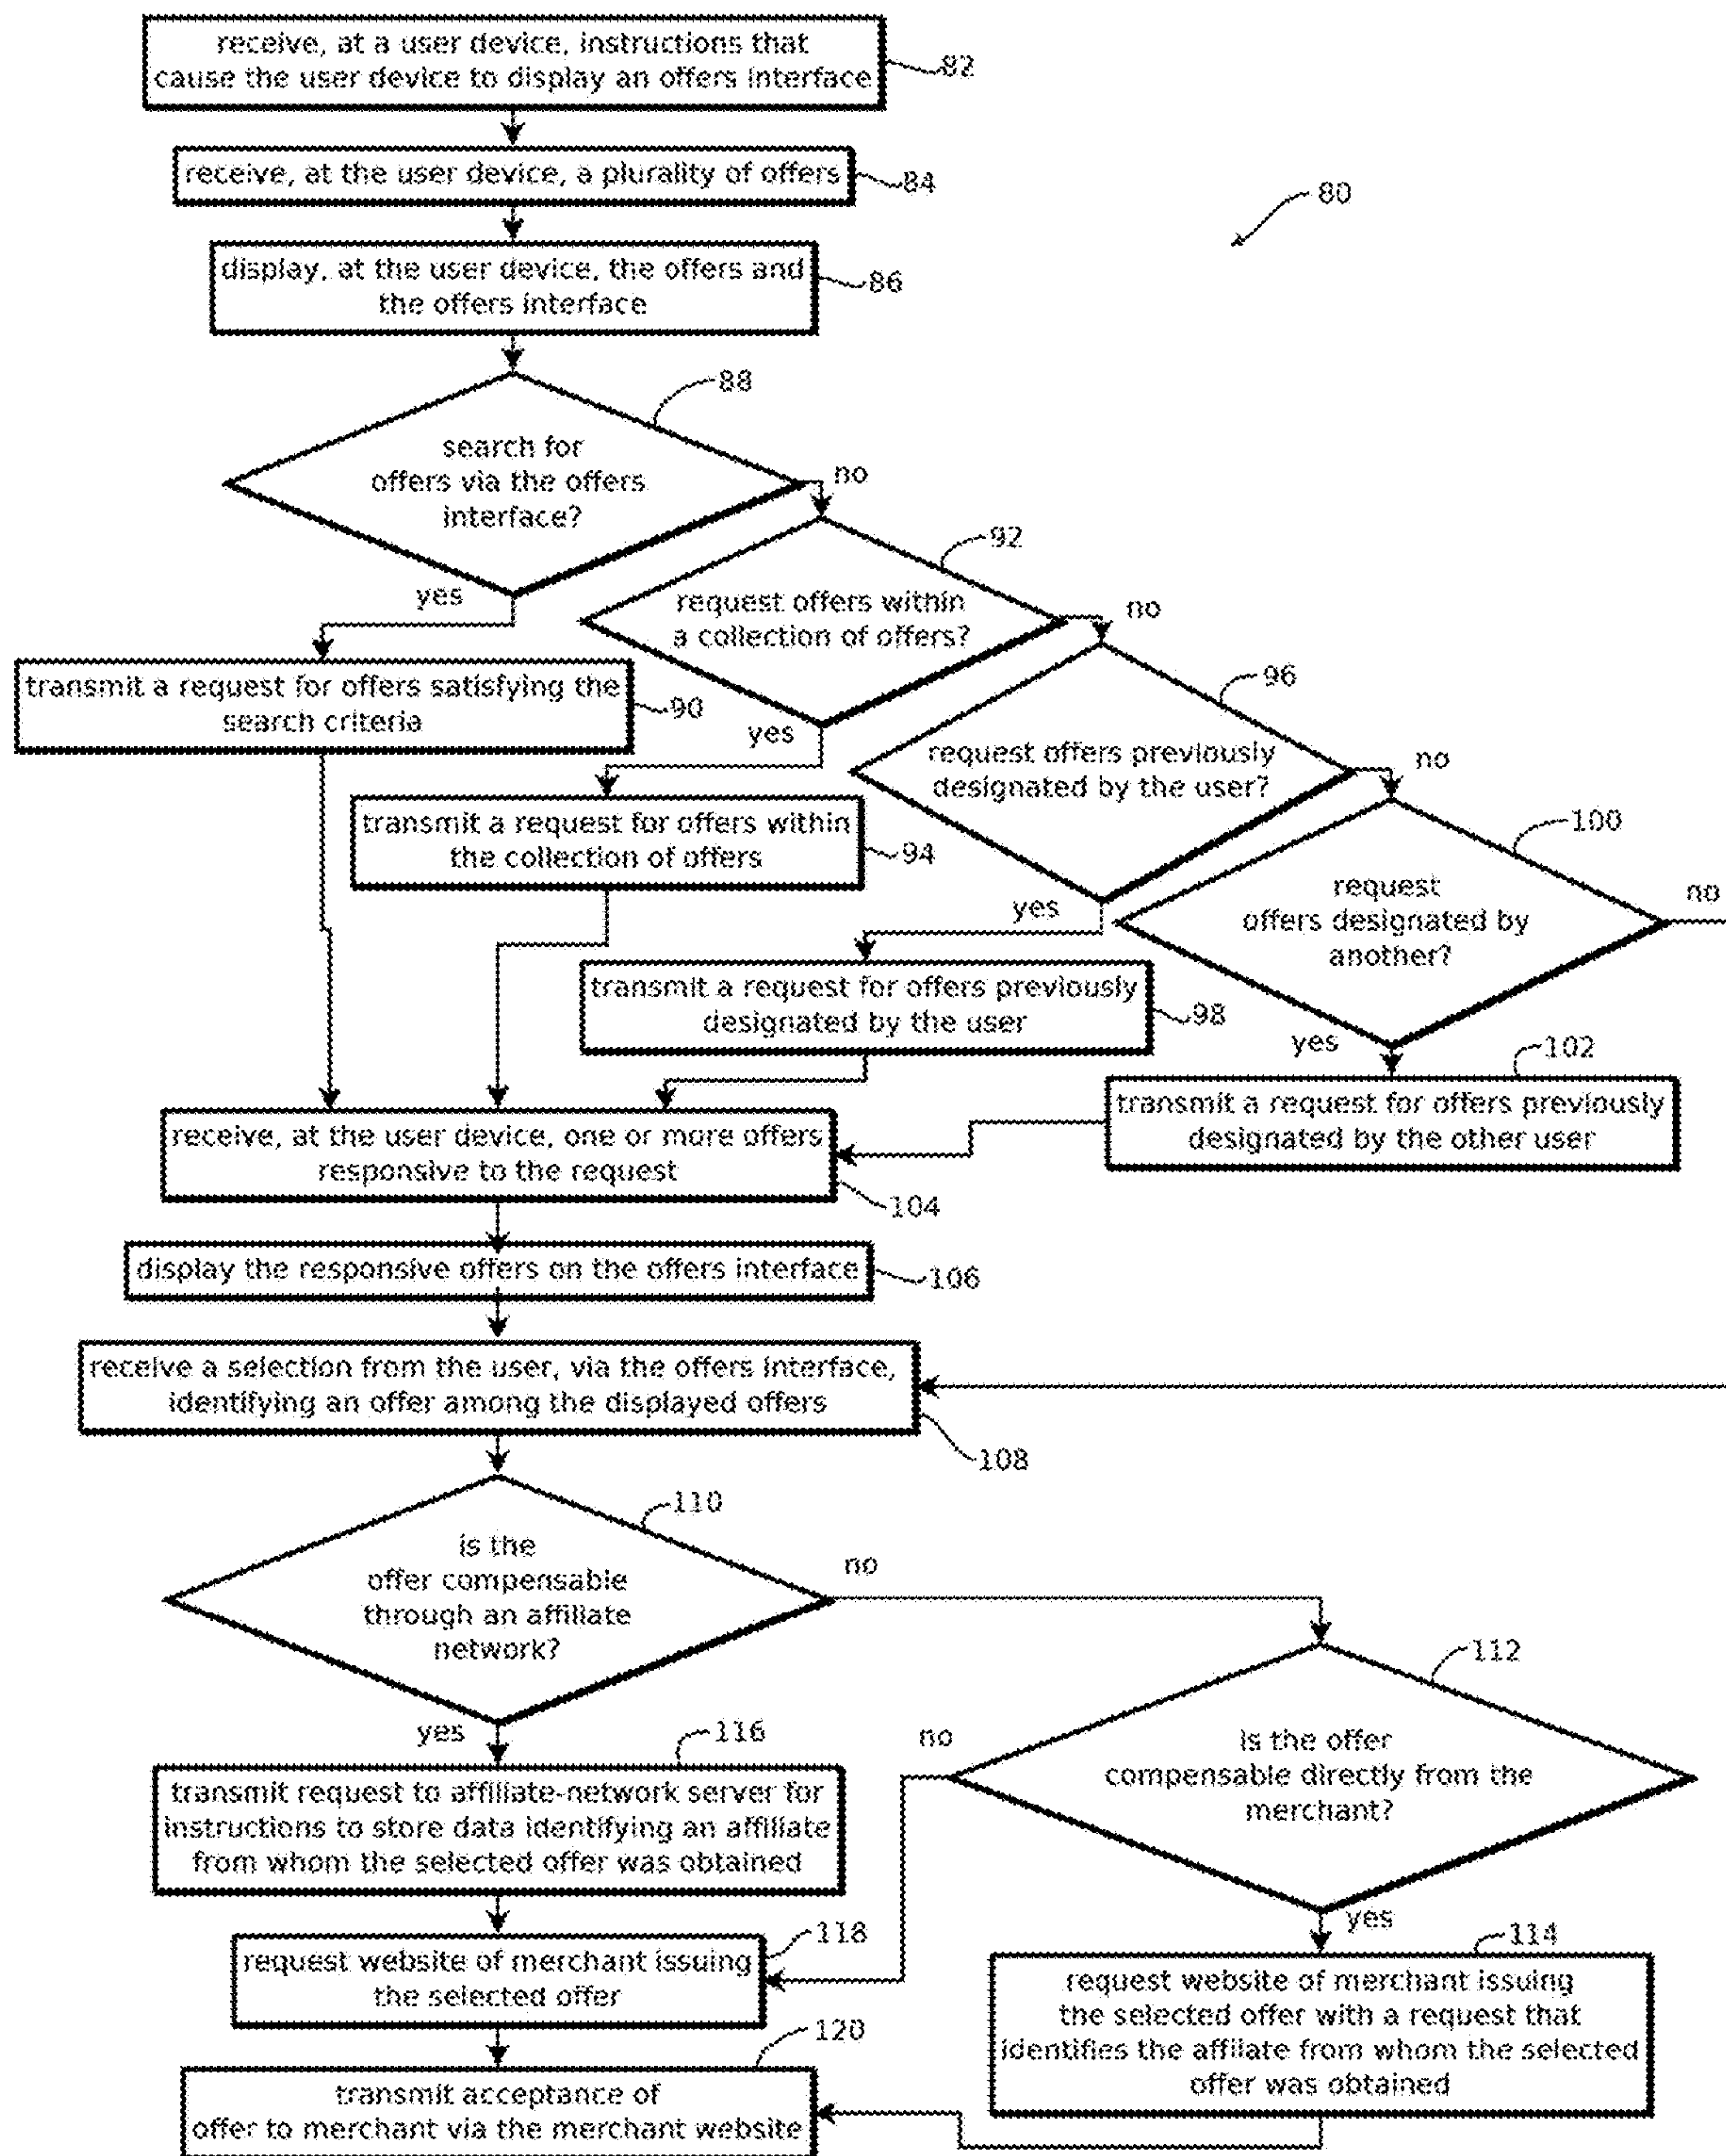 receive, at a user device, instructions that
cause the user device to display an offers interface
82
receive, at the user device, a plurality of offers
84
80
display, at the user device, the offers and
the offers interface
86
88
search for
offers via the offers
interface?
no
yes
92
request offers within
a collection of offers?
no
yes
transmit a request for offers satisfying the
search criteria
90
96
request offers previously
designated by the user?
no
yes
transmit a request for offers within
the collection of offers
94
100
request
offers designated by
another?
no
yes
transmit a request for offers previously
designated by the user
98
102
transmit a request for offers previously
designated by the other user
receive, at the user device, one or more offers
responsive to the request
104
display the responsive offers on the offers interface
106
receive a selection from the user, via the offers interface,
identifying an offer among the displayed offers
108
110
is the
offer compensable
through an affiliate
network?
no
yes
112
is the offer
compensable directly from the
merchant?
no
yes
116
transmit request to affiliate-network server for
instructions to store data identifying an affiliate
from whom the selected offer was obtained
118
request website of merchant issuing
the selected offer
114
request website of merchant issuing
the selected offer with a request that
identifies the affilate from whom the selected
offer was obtained
120
transmit acceptance of
offer to merchant via the merchant website